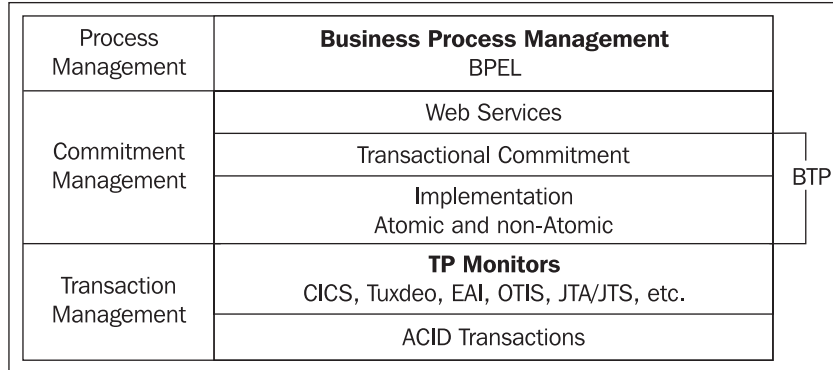 Process
Management
Business Process Management
BPEL
Commitment
Management
Web Services
Transactional Commitment
Implementation
Atomic and non-Atomic
BTP
Transaction
Management
TP Monitors
CICS, Tuxdeo, EAI, OTIS, JTA/JTS, etc.
ACID Transactions